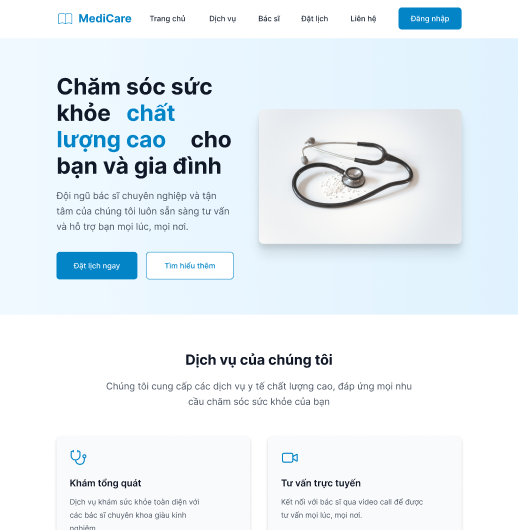 MediCare
Trang chủ
Dịch vụ
Bác sĩ
Đặt lịch
Liên hệ
Đăng nhập
Chăm sóc sức
khỏe chất
lượng cao cho
bạn và gia đình
Đội ngũ bác sĩ chuyên nghiệp và tận
tâm của chúng tôi luôn sẵn sàng tư vấn
và hỗ trợ bạn mọi lúc, mọi nơi.
Đặt lịch ngay
Tìm hiểu thêm
Dịch vụ của chúng tôi
Chúng tôi cung cấp các dịch vụ y tế chất lượng cao, đáp ứng mọi nhu
cầu chăm sóc sức khỏe của bạn
Khám tổng quát
Dịch vụ khám sức khỏe toàn diện với
các bác sĩ chuyên khoa giàu kinh
nghiệm
Tư vấn trực tuyến
Kết nối với bác sĩ qua video call để được
tư vấn mọi lúc, mọi nơi.